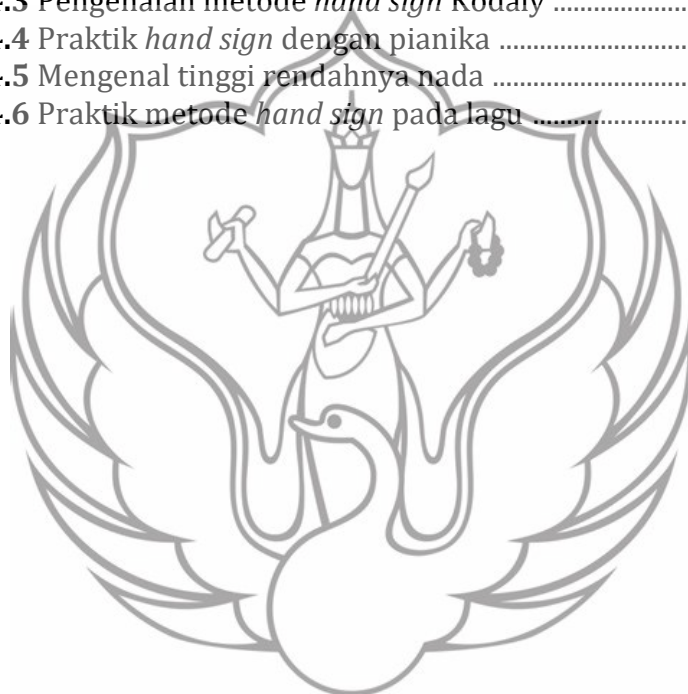 .3 Pengenalan metode hand sign Kodaly ....................
.4 Praktik hand sign dengan pianika ..............................
.5 Mengenal tinggi rendahnya nada ...............................
.6 Praktik metode hand sign pada lagu .........................